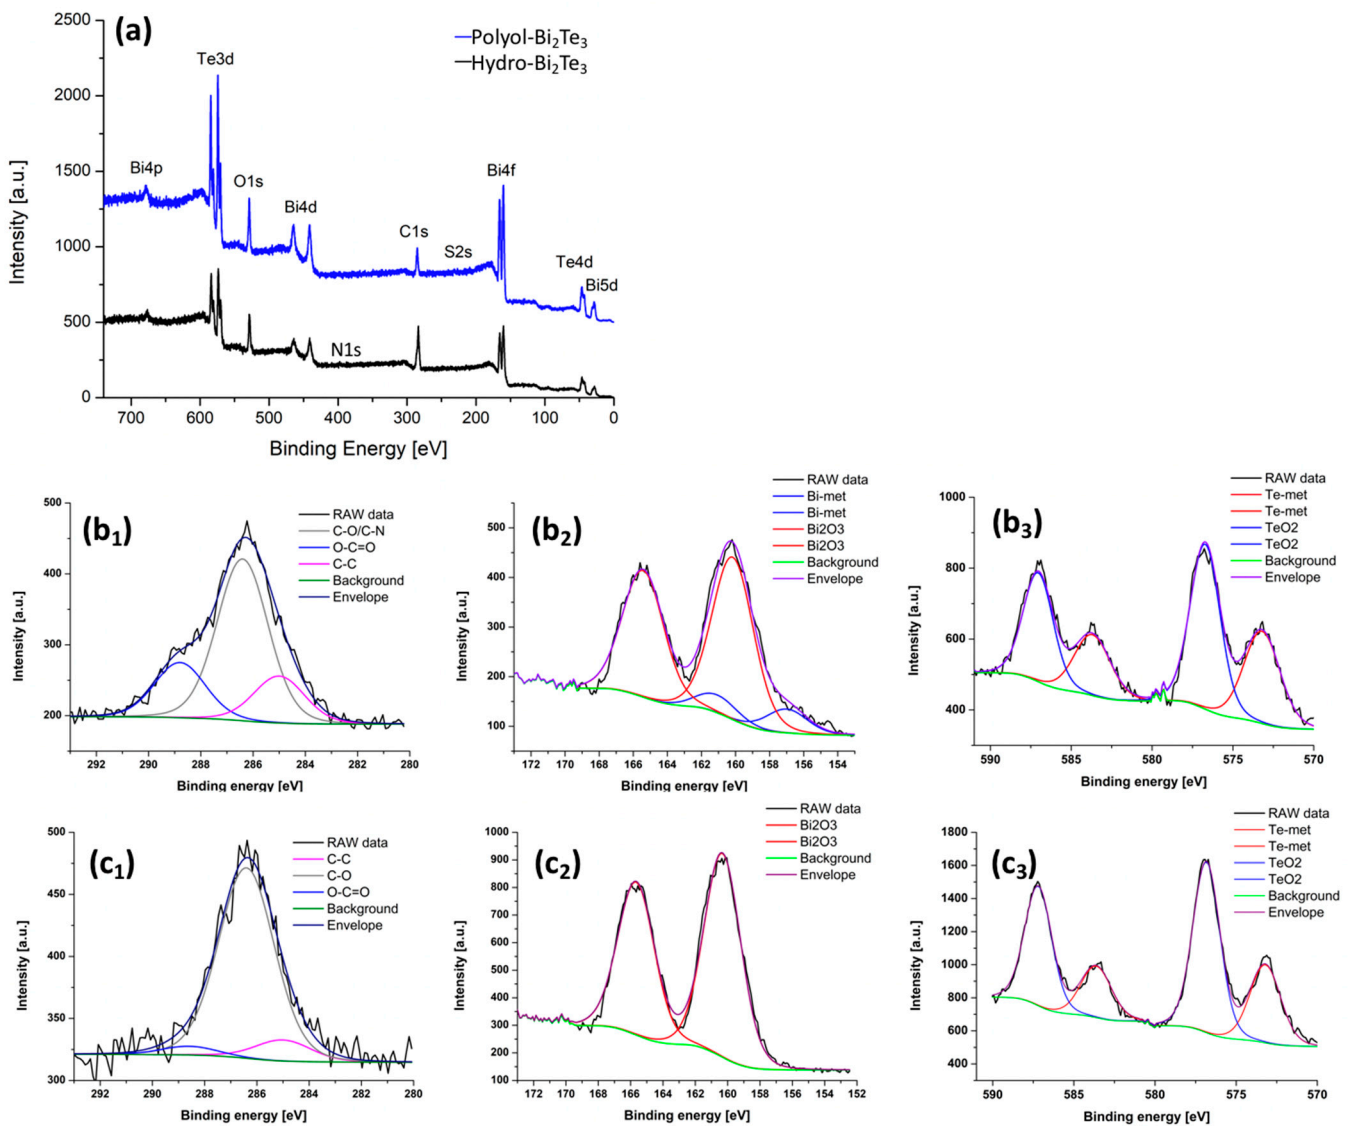 (a)
Polyol-Bi₂Te₃
Hydro-Bi₂Te₃
Te3d
Bi4p
O1s
Bi4d
C1s
S2s
Bi4f
Te4d
Bi5d
N1s
Intensity [a.u.]
2500
2000
1500
1000
500
0
700 600 500 400 300 200 100 0
Binding Energy [eV]
(b₁)
RAW data
C-O/C-N
O-C=O
C-C
Background
Envelope
Intensity [a.u.]
500
400
300
200
292 290 288 286 284 282 280
Binding energy [eV]
(b₂)
RAW data
Bi-met
Bi-met
Bi2O3
Bi2O3
Background
Envelope
Intensity [a.u.]
500
400
300
200
100
172 170 168 166 164 162 160 158 156 154
Binding energy [eV]
(b₃)
RAW data
Te-met
Te-met
TeO2
TeO2
Background
Envelope
Intensity [a.u.]
1000
800
600
400
590 585 580 575 570
Binding energy [eV]
(c₁)
RAW data
C-C
C-O
O-C=O
Background
Envelope
Intensity [a.u.]
500
450
400
350
300
292 290 288 286 284 282 280
Binding energy [eV]
(c₂)
RAW data
Bi2O3
Bi2O3
Background
Envelope
Intensity [a.u.]
1000
900
800
700
600
500
400
300
200
100
172 170 168 166 164 162 160 158 156 154 152
Binding energy [eV]
(c₃)
RAW data
Te-met
Te-met
TeO2
TeO2
Background
Envelope
Intensity [a.u.]
1800
1600
1400
1200
1000
800
600
400
590 585 580 575 570
Binding energy [eV]